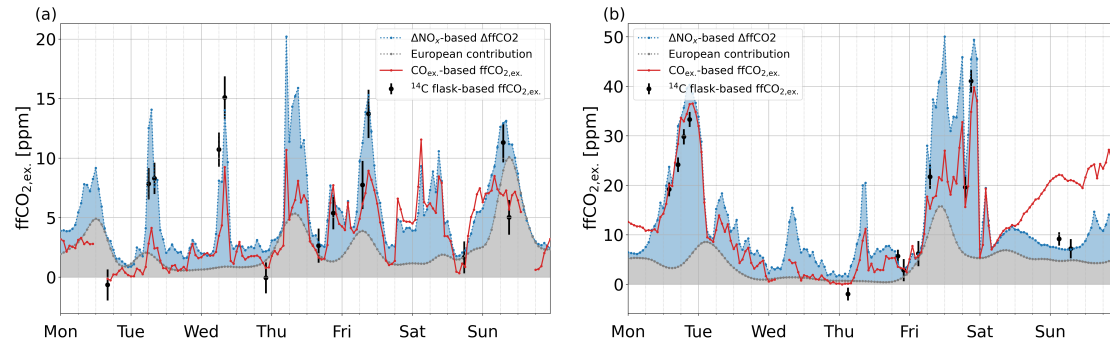 (a)
ffCO2,ex. [ppm]
20
15
10
5
0
ΔNOx-based ΔffCO2
European contribution
COex.-based ffCO2,ex.
14C flask-based ffCO2,ex.
Mon Tue Wed Thu Fri Sat Sun
(b)
ffCO2,ex. [ppm]
50
40
30
20
10
0
ΔNOx-based ΔffCO2
European contribution
COex.-based ffCO2,ex.
14C flask-based ffCO2,ex.
Mon Tue Wed Thu Fri Sat Sun